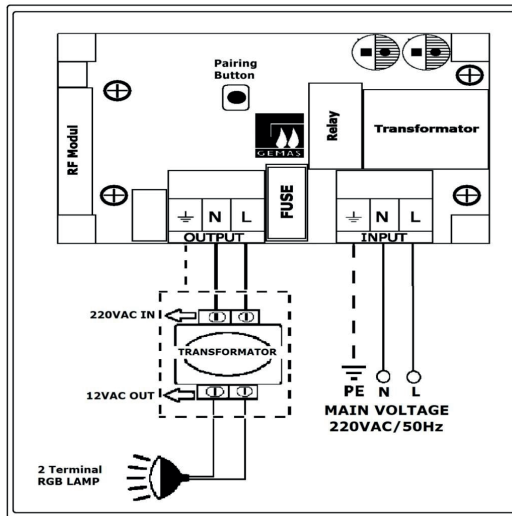 Pairing
Button
RF Modul
GEMAS
Relay
Transformator
FUSE
N L
OUTPUT
N L
INPUT
220VAC IN
TRANSFORMATOR
12VAC OUT
PE N L
MAIN VOLTAGE
220VAC/50Hz
2 Terminal
RGB LAMP